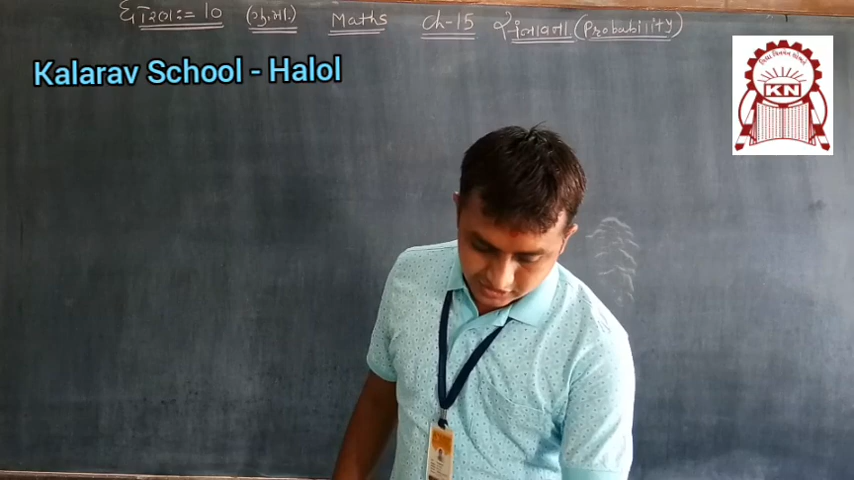 ધોરણ:= 10 (ગુ.મા.) Maths Ch-15 સંભાવના (Probability)
Kalarav School - Halol
KN